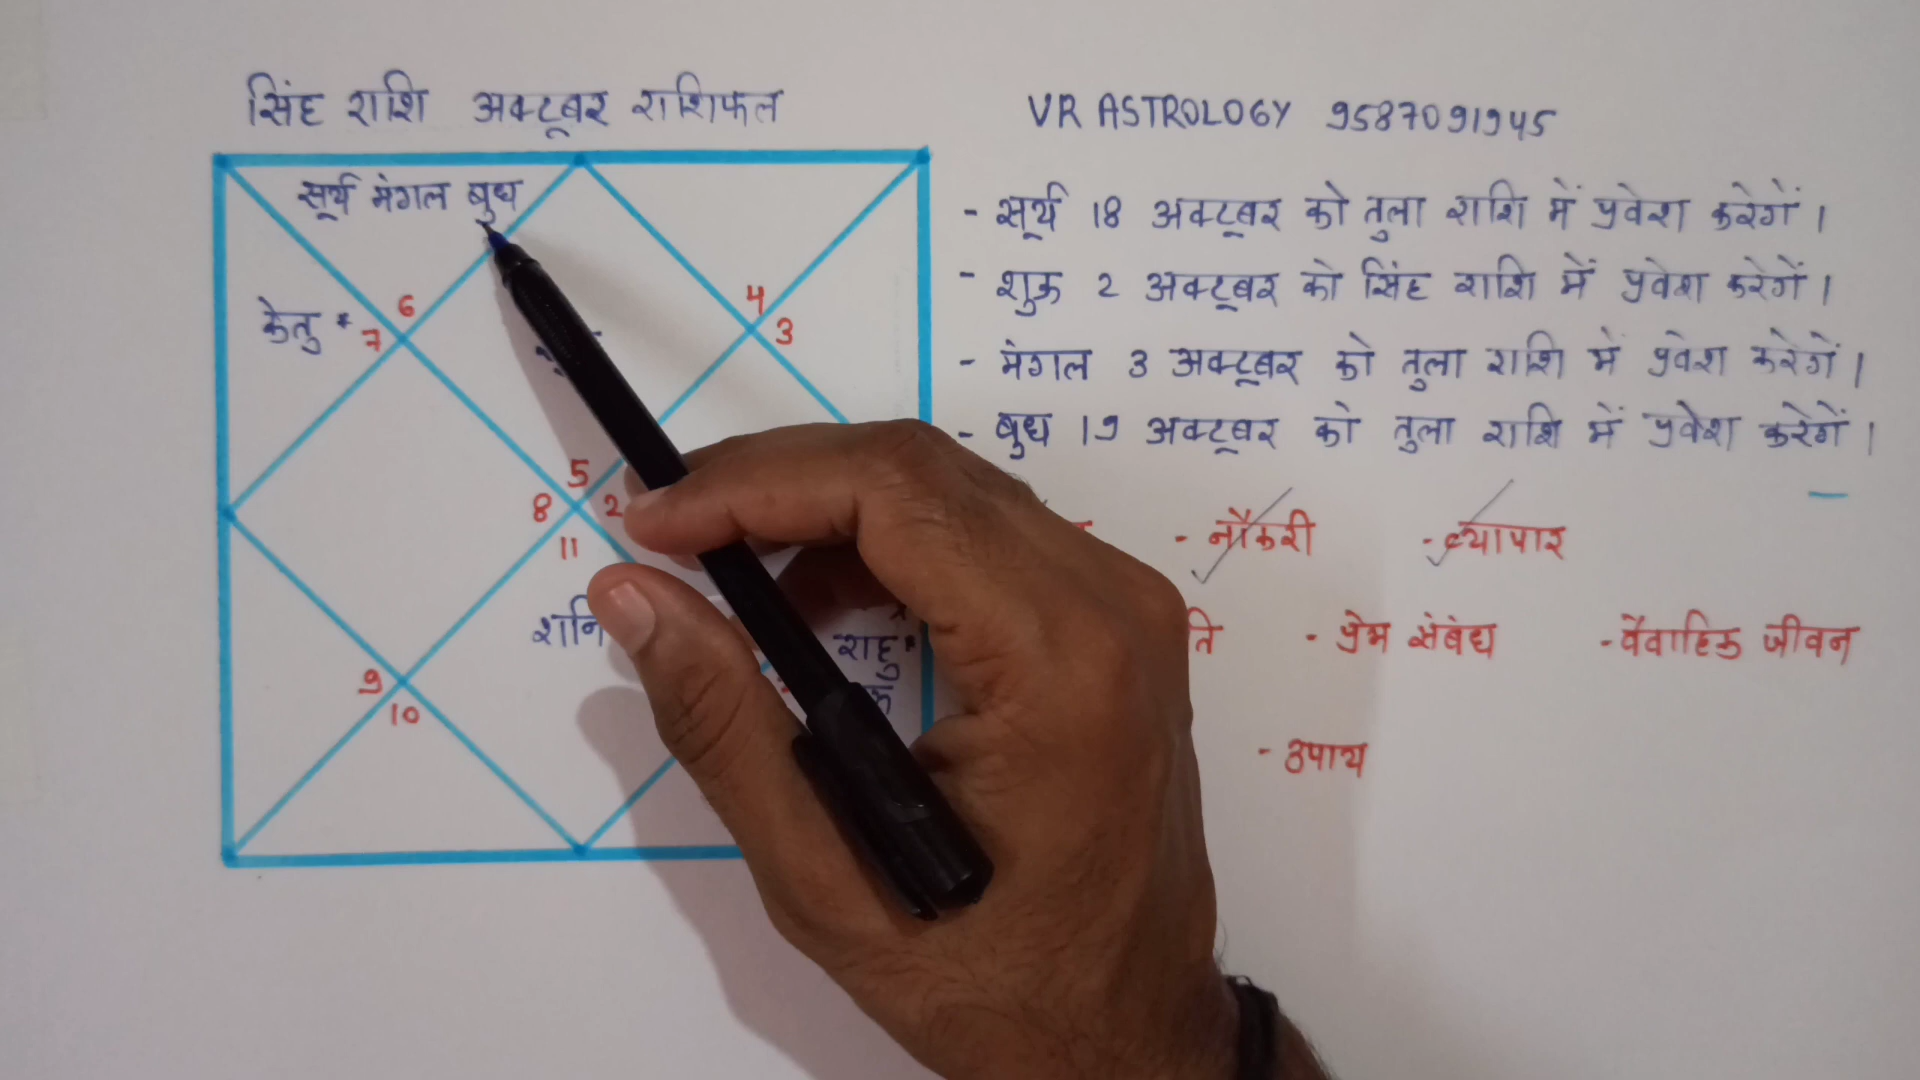 सिंह राशि अक्टूबर राशिफल
VR ASTROLOGY 9587091945
सूर्य मंगल बुध
- सूर्य 18 अक्टूबर को तुला राशि में प्रवेश करेगें।
- शुक्र 2 अक्टूबर को सिंह राशि में प्रवेश करेगें।
- मंगल 3 अक्टूबर को तुला राशि में प्रवेश करेगें।
- बुध 19 अक्टूबर को तुला राशि में प्रवेश करेगें।
केतु *
6
7
4
3
5
8
2
11
- नौकरी - व्यापार
शनि
राहु *
ति - प्रेम संबंध - वैवाहिक जीवन
9
10
- उपाय